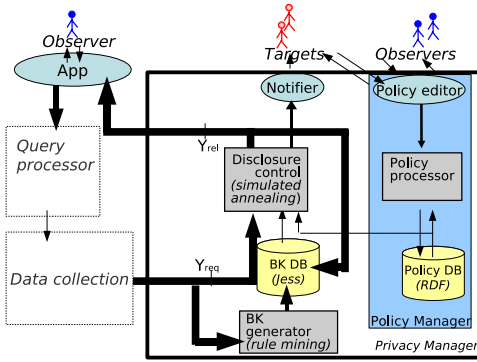 Observer
Targets
Observers
App
Notifier
Policy editor
Query
processor
Y rel
Disclosure
control
(simulated
annealing)
Policy
processor
Data collection
Y req
BK DB
(Jess)
Policy DB
(RDF)
BK
generator
(rule mining)
Policy Manager
Privacy Manager